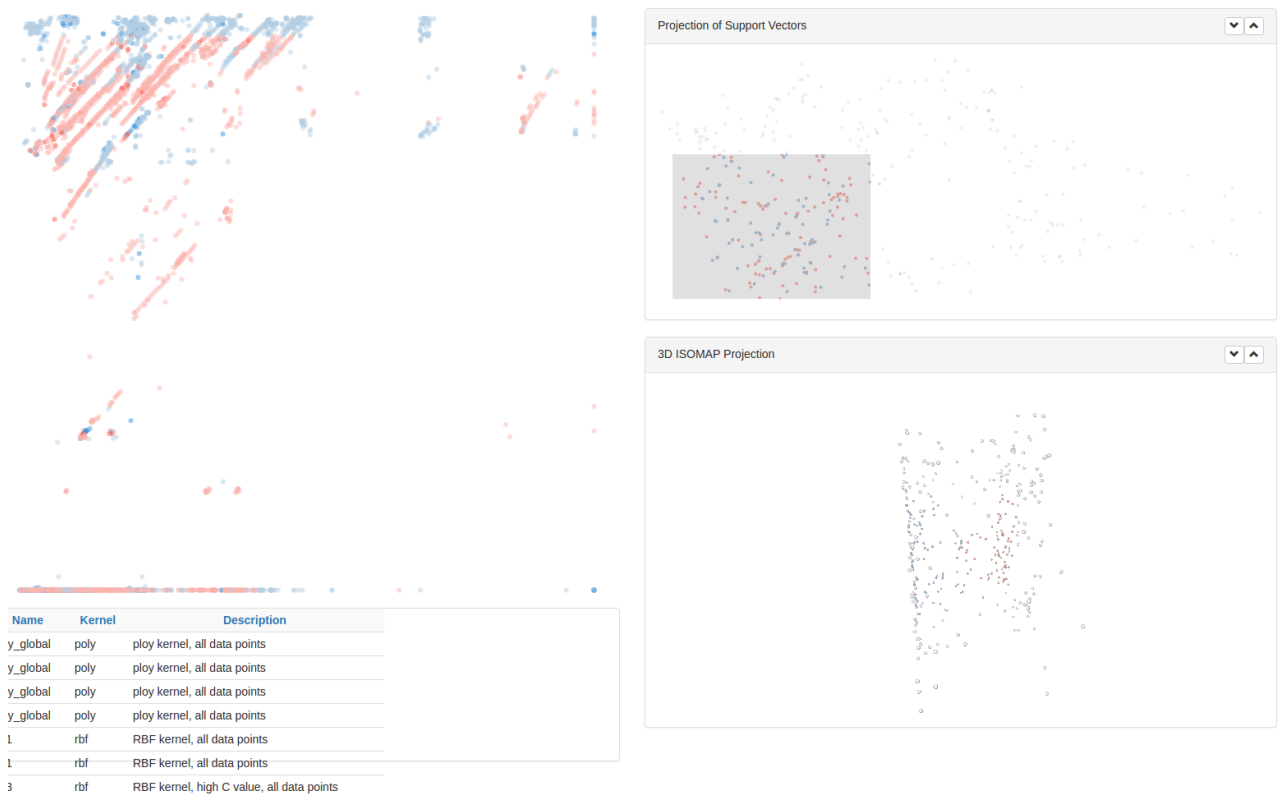 Projection of Support Vectors
3D ISOMAP Projection
Name Kernel Description
y_global poly ploy kernel, all data points
y_global poly ploy kernel, all data points
y_global poly ploy kernel, all data points
y_global poly ploy kernel, all data points
1 rbf RBF kernel, all data points
1 rbf RBF kernel, all data points
3 rbf RBF kernel, high C value, all data points